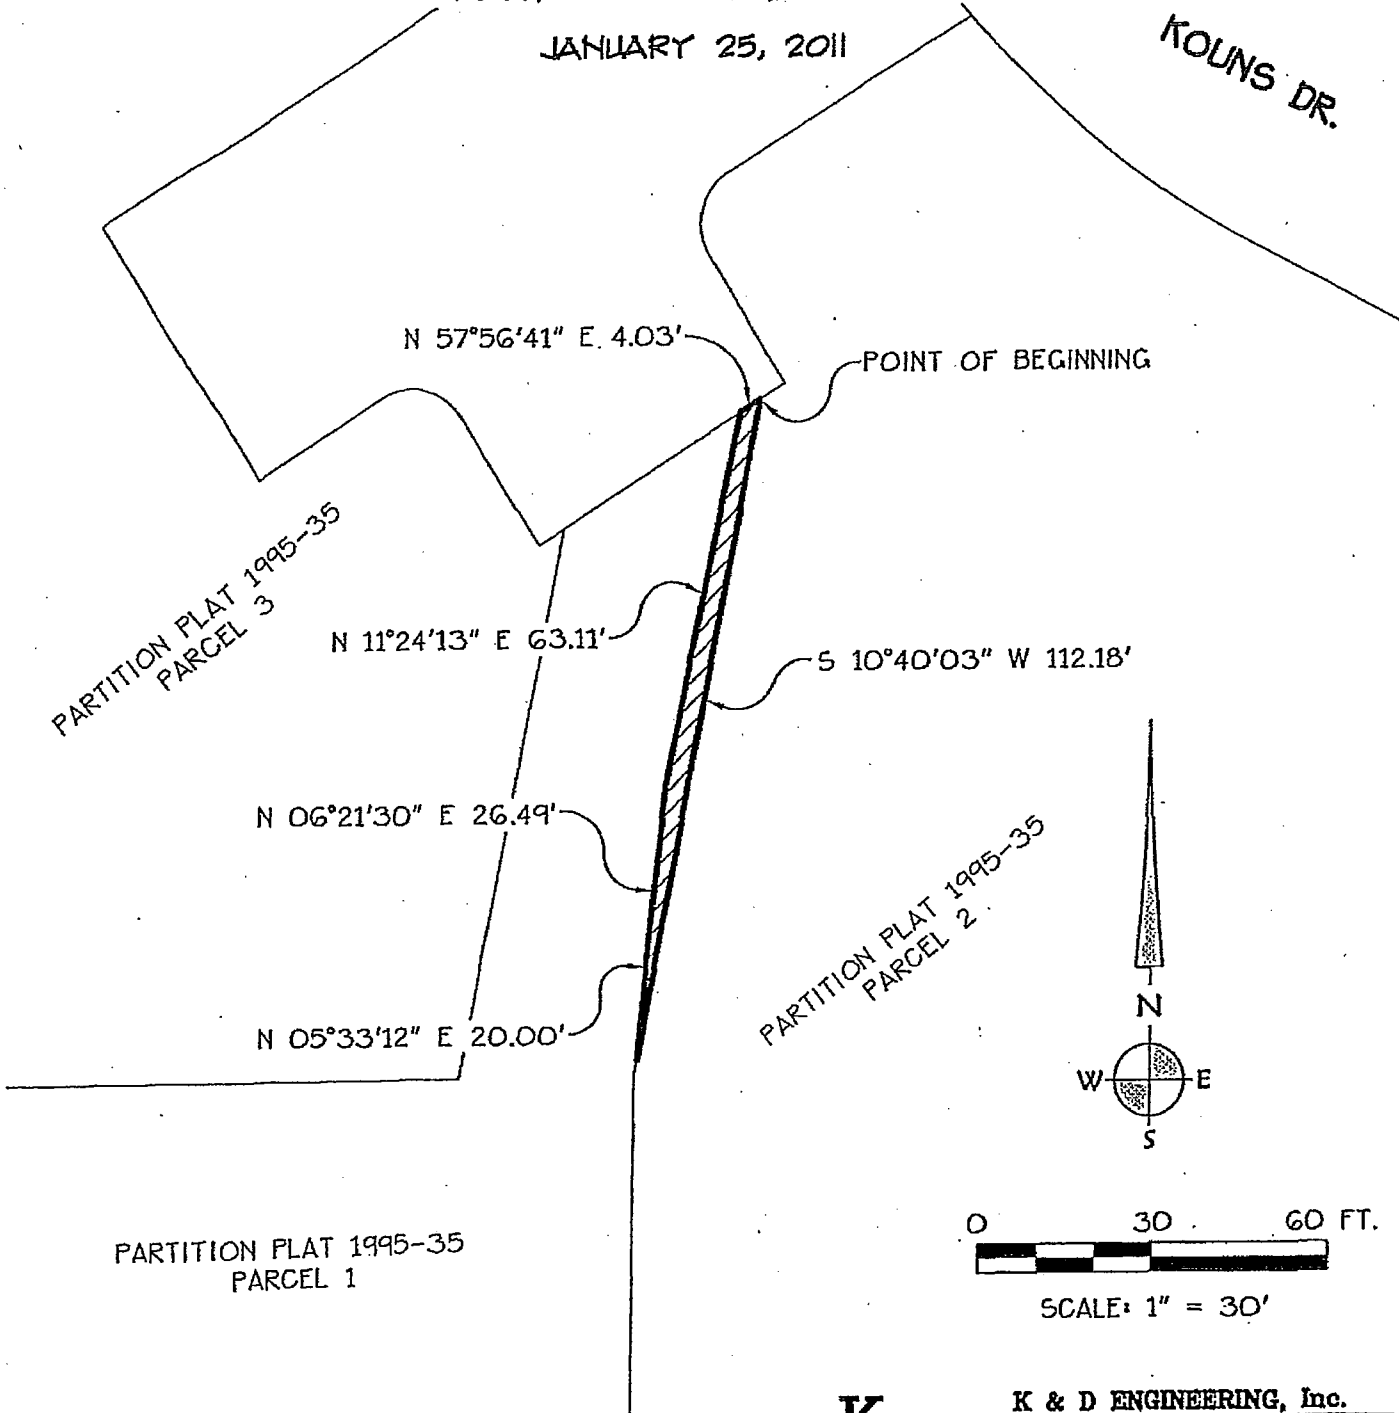 JANUARY 25, 2011
KOUNS DR.
N 57°56'41" E. 4.03'
POINT OF BEGINNING
PARTITION PLAT 1995-35
PARCEL 3
N 11°24'13" E 63.11'
S 10°40'03" W 112.18'
N 06°21'30" E 26.49'
PARTITION PLAT 1995-35
PARCEL 2
N 05°33'12" E 20.00'
N
W E
S
PARTITION PLAT 1995-35
PARCEL 1
0 30 60 FT.
SCALE: 1" = 30'
K & D ENGINEERING, Inc.